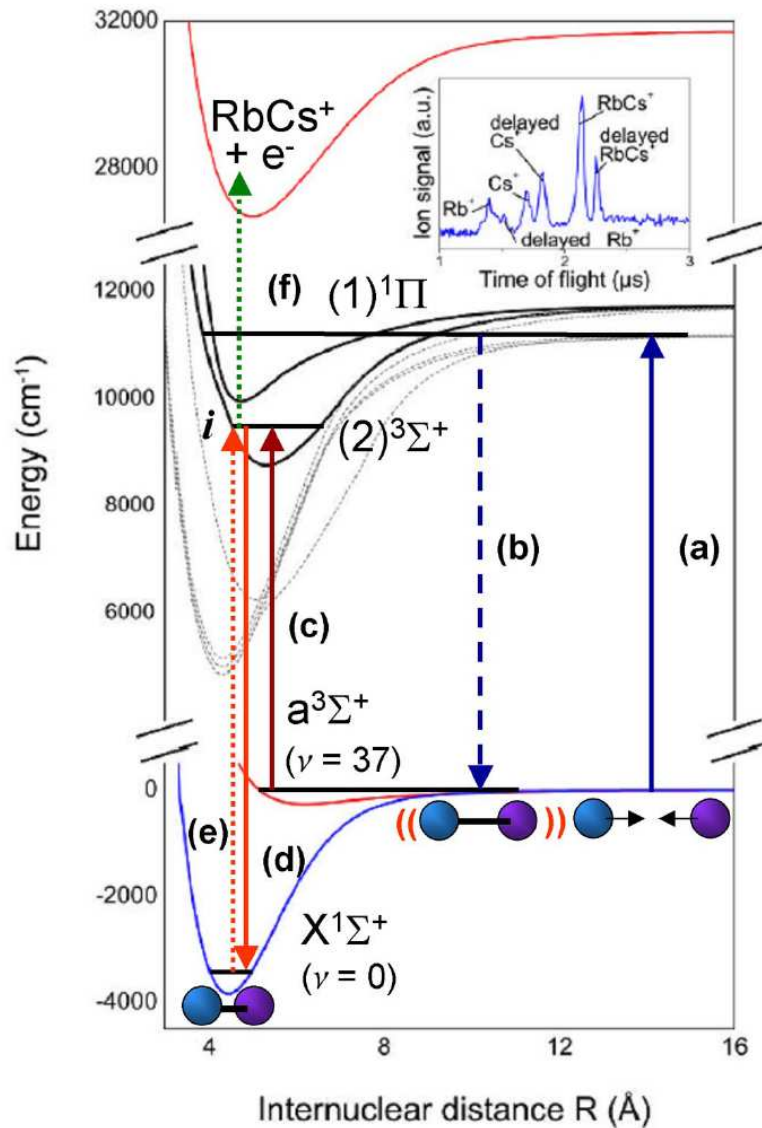 32000
28000
12000
10000
8000
6000
0
-2000
-4000
Energy (cm⁻¹)
4
8
12
16
Internuclear distance R (Å)
RbCs⁺
+ e⁻
Ion signal (a.u.)
RbCs⁺
delayed
Cs⁺
delayed
RbCs⁺
Cs⁺
Rb⁺
delayed Rb⁺
1
2
3
Time of flight (μs)
(f)
(1)¹Π
i
(2)³Σ⁺
(b)
(a)
(c)
a³Σ⁺
(ν = 37)
((
))
(e)
(d)
X¹Σ⁺
(ν = 0)